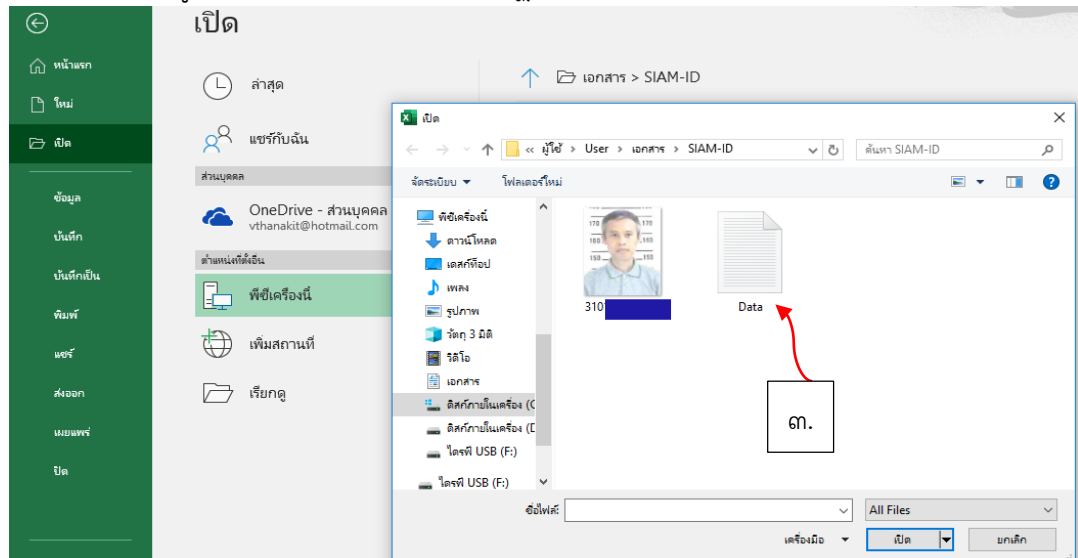 เปิด
หน้าแรก
ใหม่
เปิด
ข้อมูล
บันทึก
บันทึกเป็น
พิมพ์
แชร์
ส่งออก
เผยแพร่
ปิด
ล่าสุด
แชร์กับฉัน
ส่วนบุคคล
OneDrive - ส่วนบุคคล
vthanakit@hotmail.com
ตำแหน่งที่ตั้งอื่น
พีซีเครื่องนี้
เพิ่มสถานที่
เรียกดู
เอกสาร > SIAM-ID
เปิด
« ผู้ใช้ > User > เอกสาร > SIAM-ID
ค้นหา SIAM-ID
จัดระเบียบ
โฟลเดอร์ใหม่
พีซีเครื่องนี้
ดาวน์โหลด
เดสก์ท็อป
เพลง
รูปภาพ
วัตถุ 3 มิติ
วิดีโอ
เอกสาร
ดิสก์ภายในเครื่อง (C
ดิสก์ภายในเครื่อง (D
ไดรฟ์ USB (F:)
ไดรฟ์ USB (F:)
170 170
160 160
150 150
310
Data
๓.
ชื่อไฟล์:
All Files
เครื่องมือ
เปิด
ยกเลิก